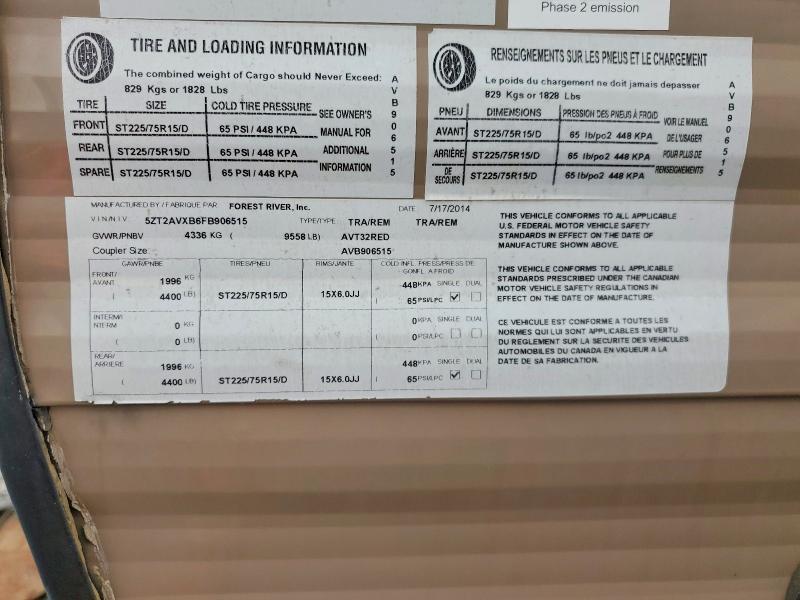 Phase 2 emission
TIRE AND LOADING INFORMATION
The combined weight of Cargo should Never Exceed:
829 Kgs or 1828 Lbs
TIRE SIZE COLD TIRE PRESSURE
FRONT ST225/75R15/D 65 PSI / 448 KPA
REAR ST225/75R15/D 65 PSI / 448 KPA
SPARE ST225/75R15/D 65 PSI / 448 KPA
SEE OWNER'S
MANUAL FOR
ADDITIONAL
INFORMATION
AVB906515
RENSEIGNEMENTS SUR LES PNEUS ET LE CHARGEMENT
Le poids du chargement ne doit jamais depasser
829 Kgs or 1828 Lbs
PNEU DIMENSIONS PRESSION DES PNEUS À FROID
AVANT ST225/75R15/D 65 lb/po2 448 KPA
ARRIÈRE ST225/75R15/D 65 lb/po2 448 KPA
DE SECOURS ST225/75R15/D 65 lb/po2 448 KPA
VOIR LE MANUEL
DE L'USAGER
POUR PLUS DE
RENSEIGNEMENTS
AVB906515
MANUFACTURED BY / FABRIQUE PAR FOREST RIVER, Inc. DATE 7/17/2014
V I N / N I V 5ZT2AVXB6FB906515 TYPE/TYPE TRA/REM TRA/REM
GVWR/PNBV 4336 KG ( 9558 LB) AVT32RED
Coupler Size: AVB906515
GAWR/PNBE TIRES/PNEU RIMS/JANTE COLD INFL PRESS/PRESS DE
GONFL A FROID
FRONT/
AVANT 1996 KG 448 KPA SINGLE DUAL
( 4400 LB) ST225/75R15/D 15X6.0JJ ( 65 PSI/LPC
INTERM/
NTERM 0 KG 0 KPA SINGLE DUAL
( 0 LB) ( 0 PSI/LPC
REAR/
ARRIERE 1996 KG 448 KPA SINGLE DUAL
( 4400 LB) ST225/75R15/D 15X6.0JJ ( 65 PSI/LPC
THIS VEHICLE CONFORMS TO ALL APPLICABLE
U.S. FEDERAL MOTOR VEHICLE SAFETY
STANDARDS IN EFFECT ON THE DATE OF
MANUFACTURE SHOWN ABOVE.
THIS VEHICLE CONFORMS TO ALL APPLICABLE
STANDARDS PRESCRIBED UNDER THE CANADIAN
MOTOR VEHICLE SAFETY REGULATIONS IN
EFFECT ON THE DATE OF MANUFACTURE.
CE VEHICULE EST CONFORME A TOUTES LES
NORMES QUI LUI SONT APPLICABLES EN VERTU
DU REGLEMENT SUR LA SECURITE DES VEHICULES
AUTOMOBILES DU CANADA EN VIGUEUR A LA
DATE DE SA FABRICATION.